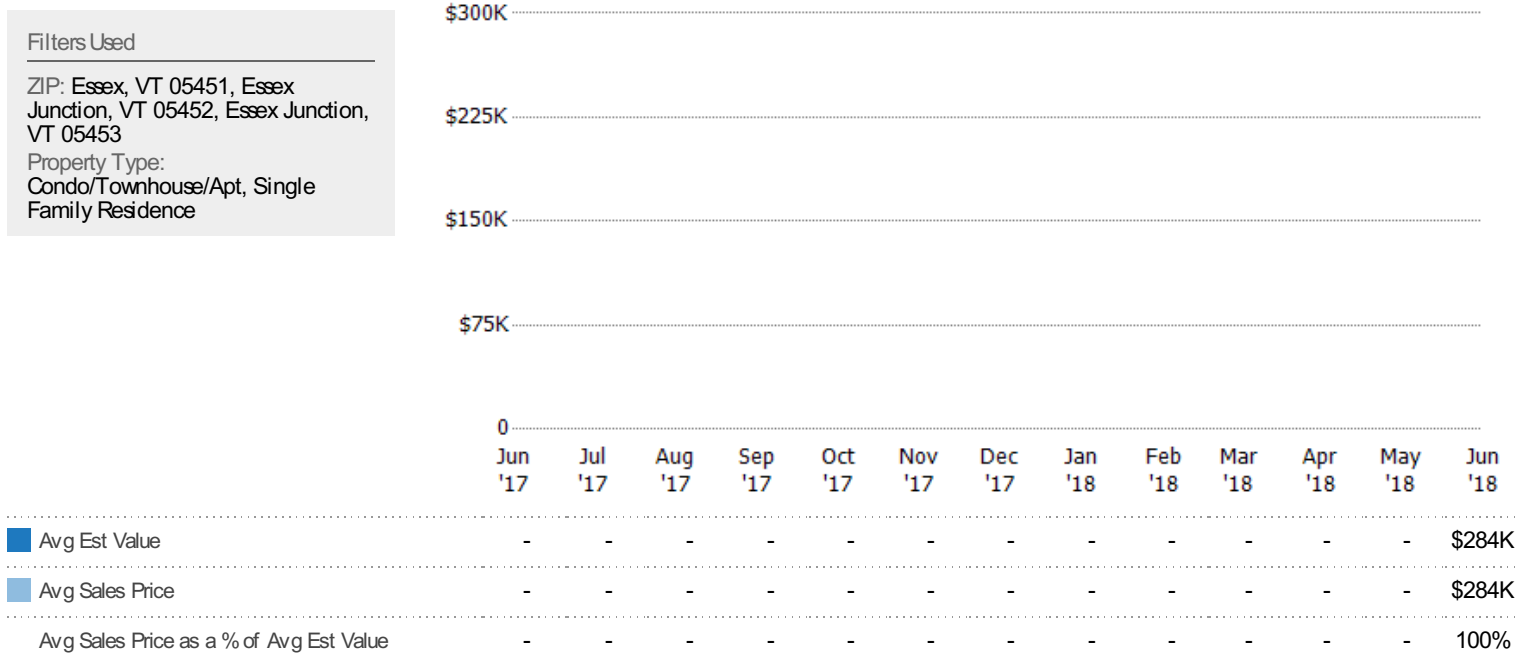 Filters Used
ZIP: Essex, VT 05451, Essex
Junction, VT 05452, Essex Junction,
VT 05453
Property Type:
Condo/Townhouse/Apt, Single
Family Residence
$300K
$225K
$150K
$75K
0
Jun Jul Aug Sep Oct Nov Dec Jan Feb Mar Apr May Jun
'17 '17 '17 '17 '17 '17 '17 '18 '18 '18 '18 '18 '18
Avg Est Value - - - - - - - - - - - - $284K
Avg Sales Price - - - - - - - - - - - - $284K
Avg Sales Price as a % of Avg Est Value - - - - - - - - - - - - 100%